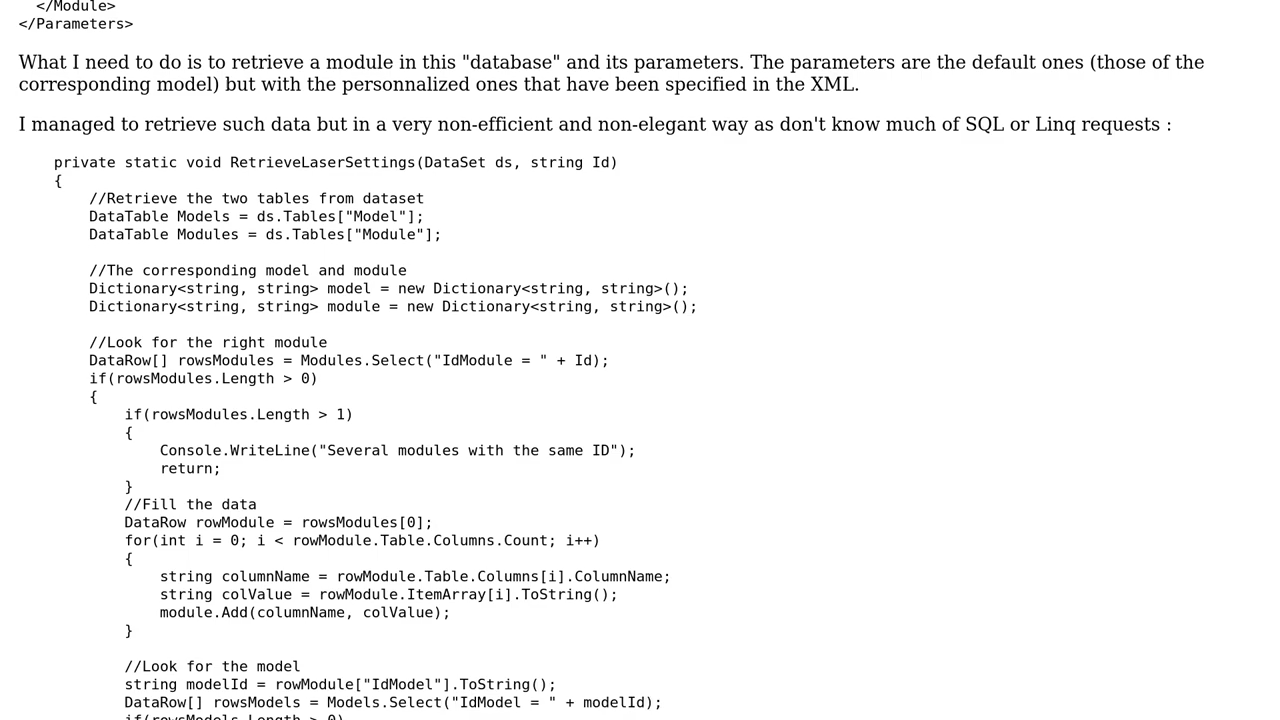 </Module>
</Parameters>
What I need to do is to retrieve a module in this "database" and its parameters. The parameters are the default ones (those of the
corresponding model) but with the personnalized ones that have been specified in the XML.
I managed to retrieve such data but in a very non-efficient and non-elegant way as don't know much of SQL or Linq requests :
private static void RetrieveLaserSettings(DataSet ds, string Id)
{
//Retrieve the two tables from dataset
DataTable Models = ds.Tables["Model"];
DataTable Modules = ds.Tables["Module"];
//The corresponding model and module
Dictionary<string, string> model = new Dictionary<string, string>();
Dictionary<string, string> module = new Dictionary<string, string>();
//Look for the right module
DataRow[] rowsModules = Modules.Select("IdModule = " + Id);
if(rowsModules.Length > 0)
{
if(rowsModules.Length > 1)
{
Console.WriteLine("Several modules with the same ID");
return;
}
//Fill the data
DataRow rowModule = rowsModules[0];
for(int i = 0; i < rowModule.Table.Columns.Count; i++)
{
string columnName = rowModule.Table.Columns[i].ColumnName;
string colValue = rowModule.ItemArray[i].ToString();
module.Add(columnName, colValue);
}
//Look for the model
string modelId = rowModule["IdModel"].ToString();
DataRow[] rowsModels = Models.Select("IdModel = " + modelId);
if(rowsModels.Length > 0)